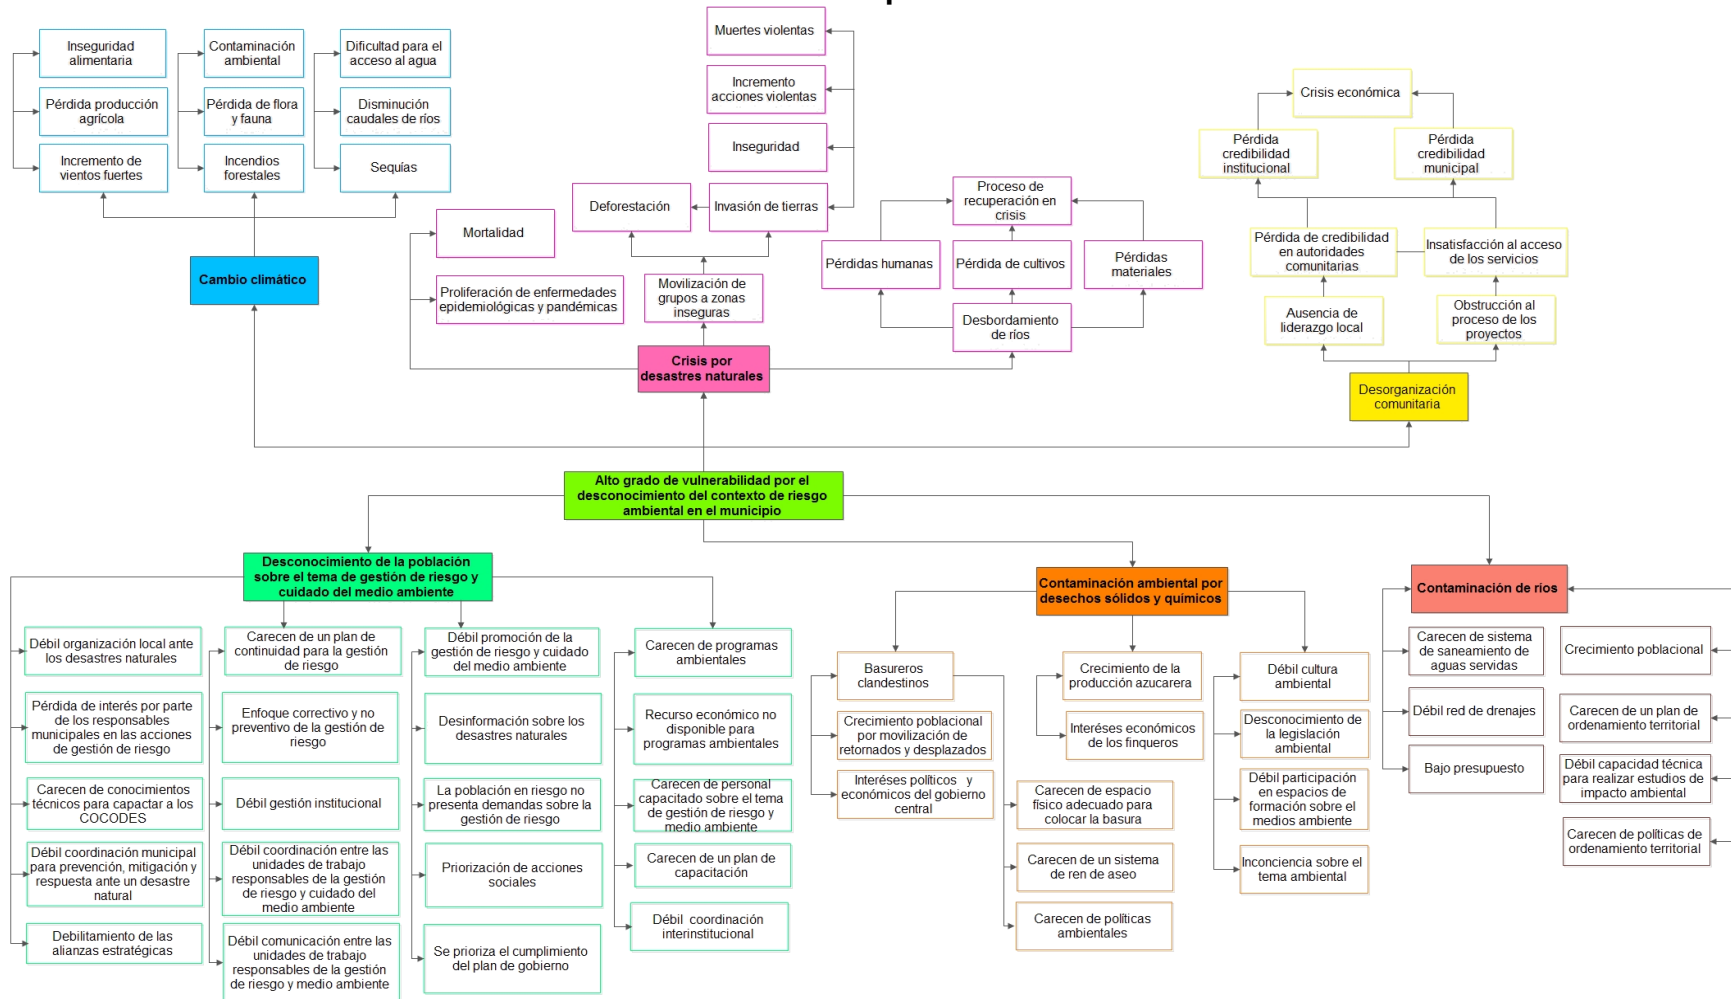 Inseguridad
alimentaria
Contaminación
ambiental
Dificultad para el
acceso al agua
Pérdida producción
agrícola
Pérdida de flora
y fauna
Disminución
caudales de ríos
Incremento de
vientos fuertes
Incendios
forestales
Sequías
Cambio climático
Muertes violentas
Incremento
acciones violentas
Inseguridad
Deforestación
Invasión de tierras
Mortalidad
Proliferación de enfermedades
epidemiológicas y pandémicas
Movilización de
grupos a zonas
inseguras
Crisis por
desastres naturales
Proceso de
recuperación en
crisis
Pérdidas humanas
Pérdida de cultivos
Pérdidas
materiales
Desbordamiento
de ríos
Crisis económica
Pérdida
credibilidad
institucional
Pérdida
credibilidad
municipal
Pérdida de credibilidad
en autoridades
comunitarias
Insatisfacción al acceso
de los servicios
Ausencia de
liderazgo local
Obstrucción al
proceso de los
proyectos
Desorganización
comunitaria
Alto grado de vulnerabilidad por el
desconocimiento del contexto de riesgo
ambiental en el municipio
Desconocimiento de la población
sobre el tema de gestión de riesgo y
cuidado del medio ambiente
Débil organización local ante
los desastres naturales
Pérdida de interés por parte
de los responsables
municipales en las acciones
de gestión de riesgo
Carecen de conocimientos
técnicos para capactar a los
COCODES
Débil coordinación municipal
para prevención, mitigación y
respuesta ante un desastre
natural
Debilitamiento de las
alianzas estratégicas
Carecen de un plan de
continuidad para la gestión
de riesgo
Enfoque correctivo y no
preventivo de la gestión de
riesgo
Débil gestión institucional
Débil coordinación entre las
unidades de trabajo
responsables de la gestión
de riesgo y cuidado del
medio ambiente
Débil comunicación entre las
unidades de trabajo
responsables de la gestión
de riesgo y medio ambiente
Débil promoción de la
gestión de riesgo y cuidado
del medio ambiente
Desinformación sobre los
desastres naturales
La población en riesgo no
presenta demandas sobre la
gestión de riesgo
Priorización de acciones
sociales
Se prioriza el cumplimiento
del plan de gobierno
Carecen de programas
ambientales
Recurso económico no
disponible para
programas ambientales
Carecen de personal
capacitado sobre el tema
de gestión de riesgo y
medio ambiente
Carecen de un plan de
capacitación
Débil coordinación
interinstitucional
Contaminación ambiental por
desechos sólidos y químicos
Basureros
clandestinos
Crecimiento poblacional
por movilización de
retornados y desplazados
Interéses políticos y
económicos del gobierno
central
Carecen de espacio
físico adecuado para
colocar la basura
Carecen de un sistema
de ren de aseo
Carecen de políticas
ambientales
Crecimiento de la
producción azucarera
Interéses económicos
de los finqueros
Débil cultura
ambiental
Desconocimiento de
la legislación
ambiental
Débil participación
en espacios de
formación sobre el
medios ambiente
Inconciencia sobre el
tema ambiental
Contaminación de ríos
Carecen de sistema
de saneamiento de
aguas servidas
Débil red de drenajes
Bajo presupuesto
Crecimiento poblacional
Carecen de un plan de
ordenamiento territorial
Débil capacidad técnica
para realizar estudios de
impacto ambiental
Carecen de políticas de
ordenamiento territorial